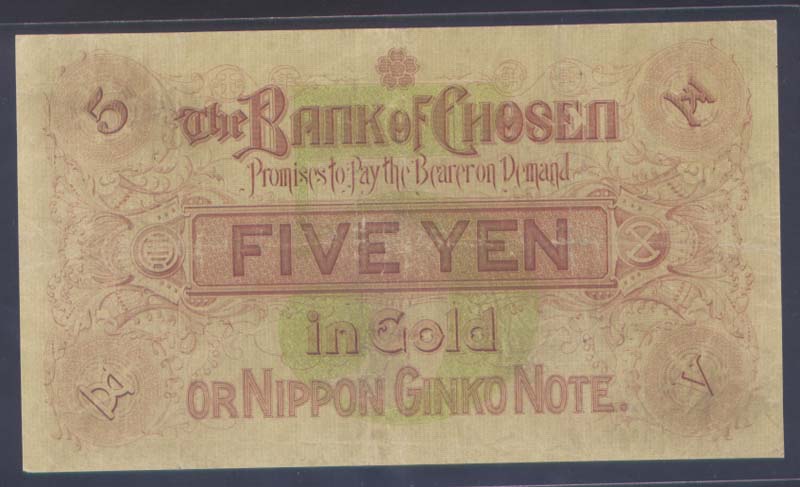 5
The BANK OF CHOSEN
Promises to Pay the Bearer on Demand
FIVE YEN
in Gold
OR NIPPON GINKO NOTE.
V